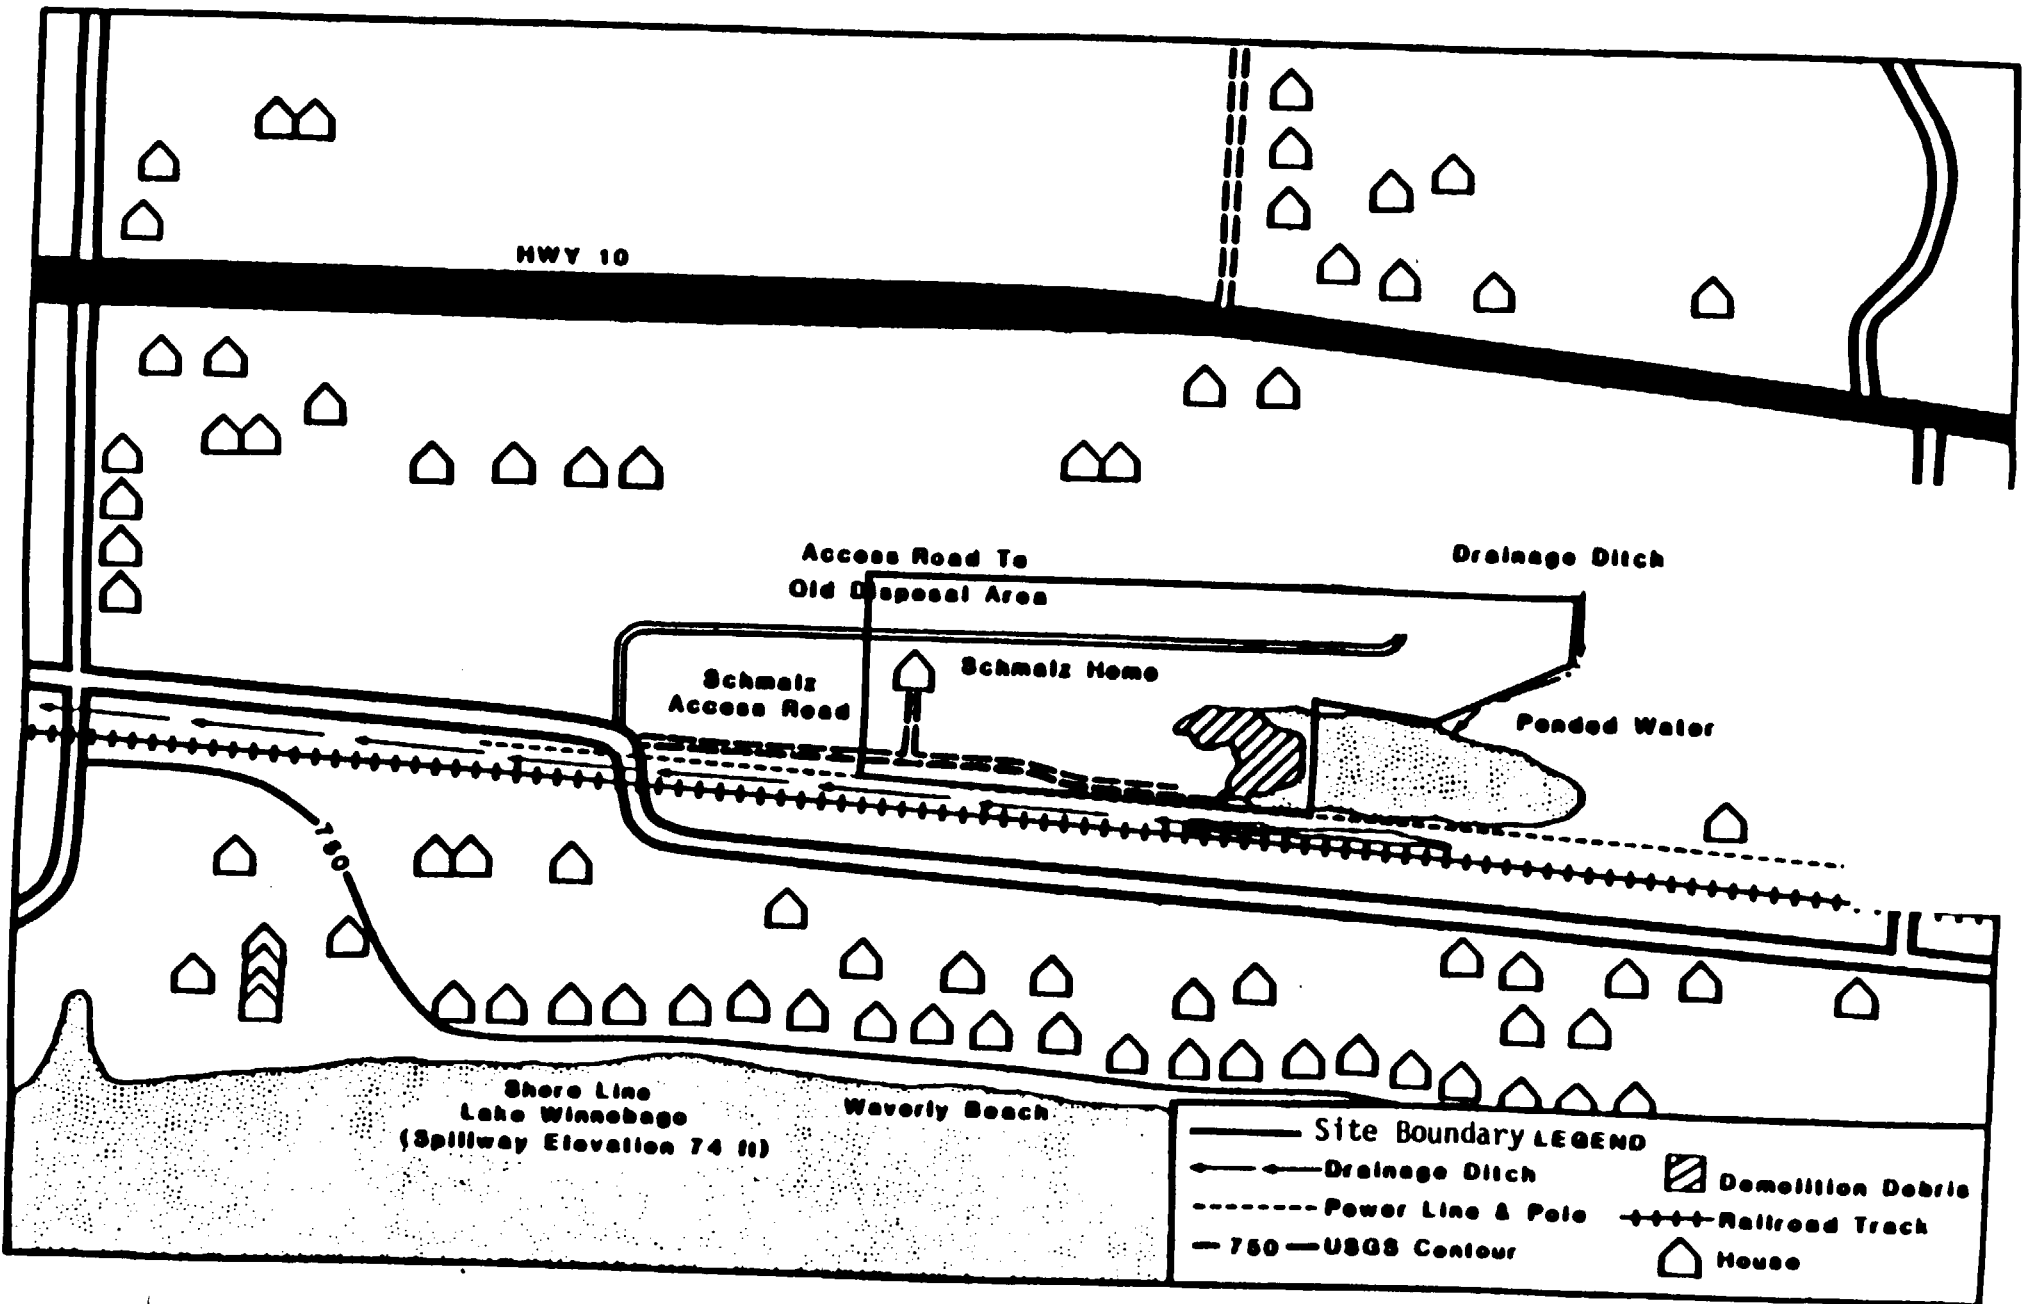 HWY 10
Access Road To
Old Disposal Area
Drainage Ditch
Schmalz Home
Schmalz
Access Road
Ponded Water
750
Shore Line
Lake Winnebago
(Spillway Elevation 74 ft)
Waverly Beach
Site Boundary LEGEND
Drainage Ditch
Demolition Debris
Power Line & Pole
Railroad Track
750 USGS Contour
House